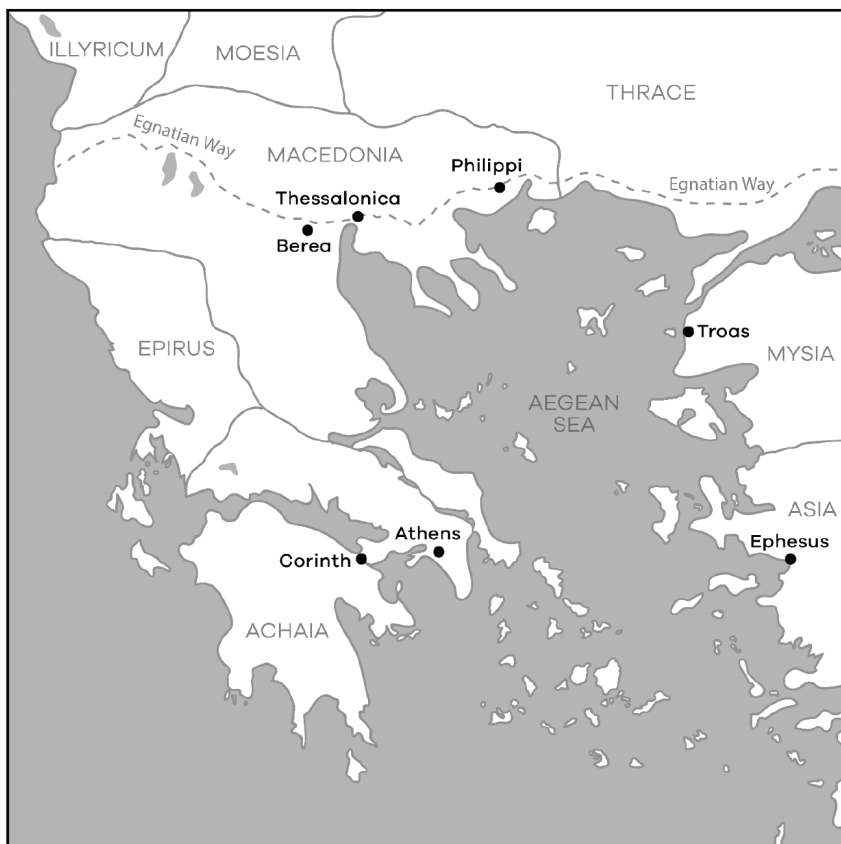 ILLYRICUM
MOESIA
THRACE
Egnatian Way
MACEDONIA
Philippi
Egnatian Way
Thessalonica
Berea
Troas
EPIRUS
MYSIA
AEGEAN
SEA
ASIA
Athens
Ephesus
Corinth
ACHAIA